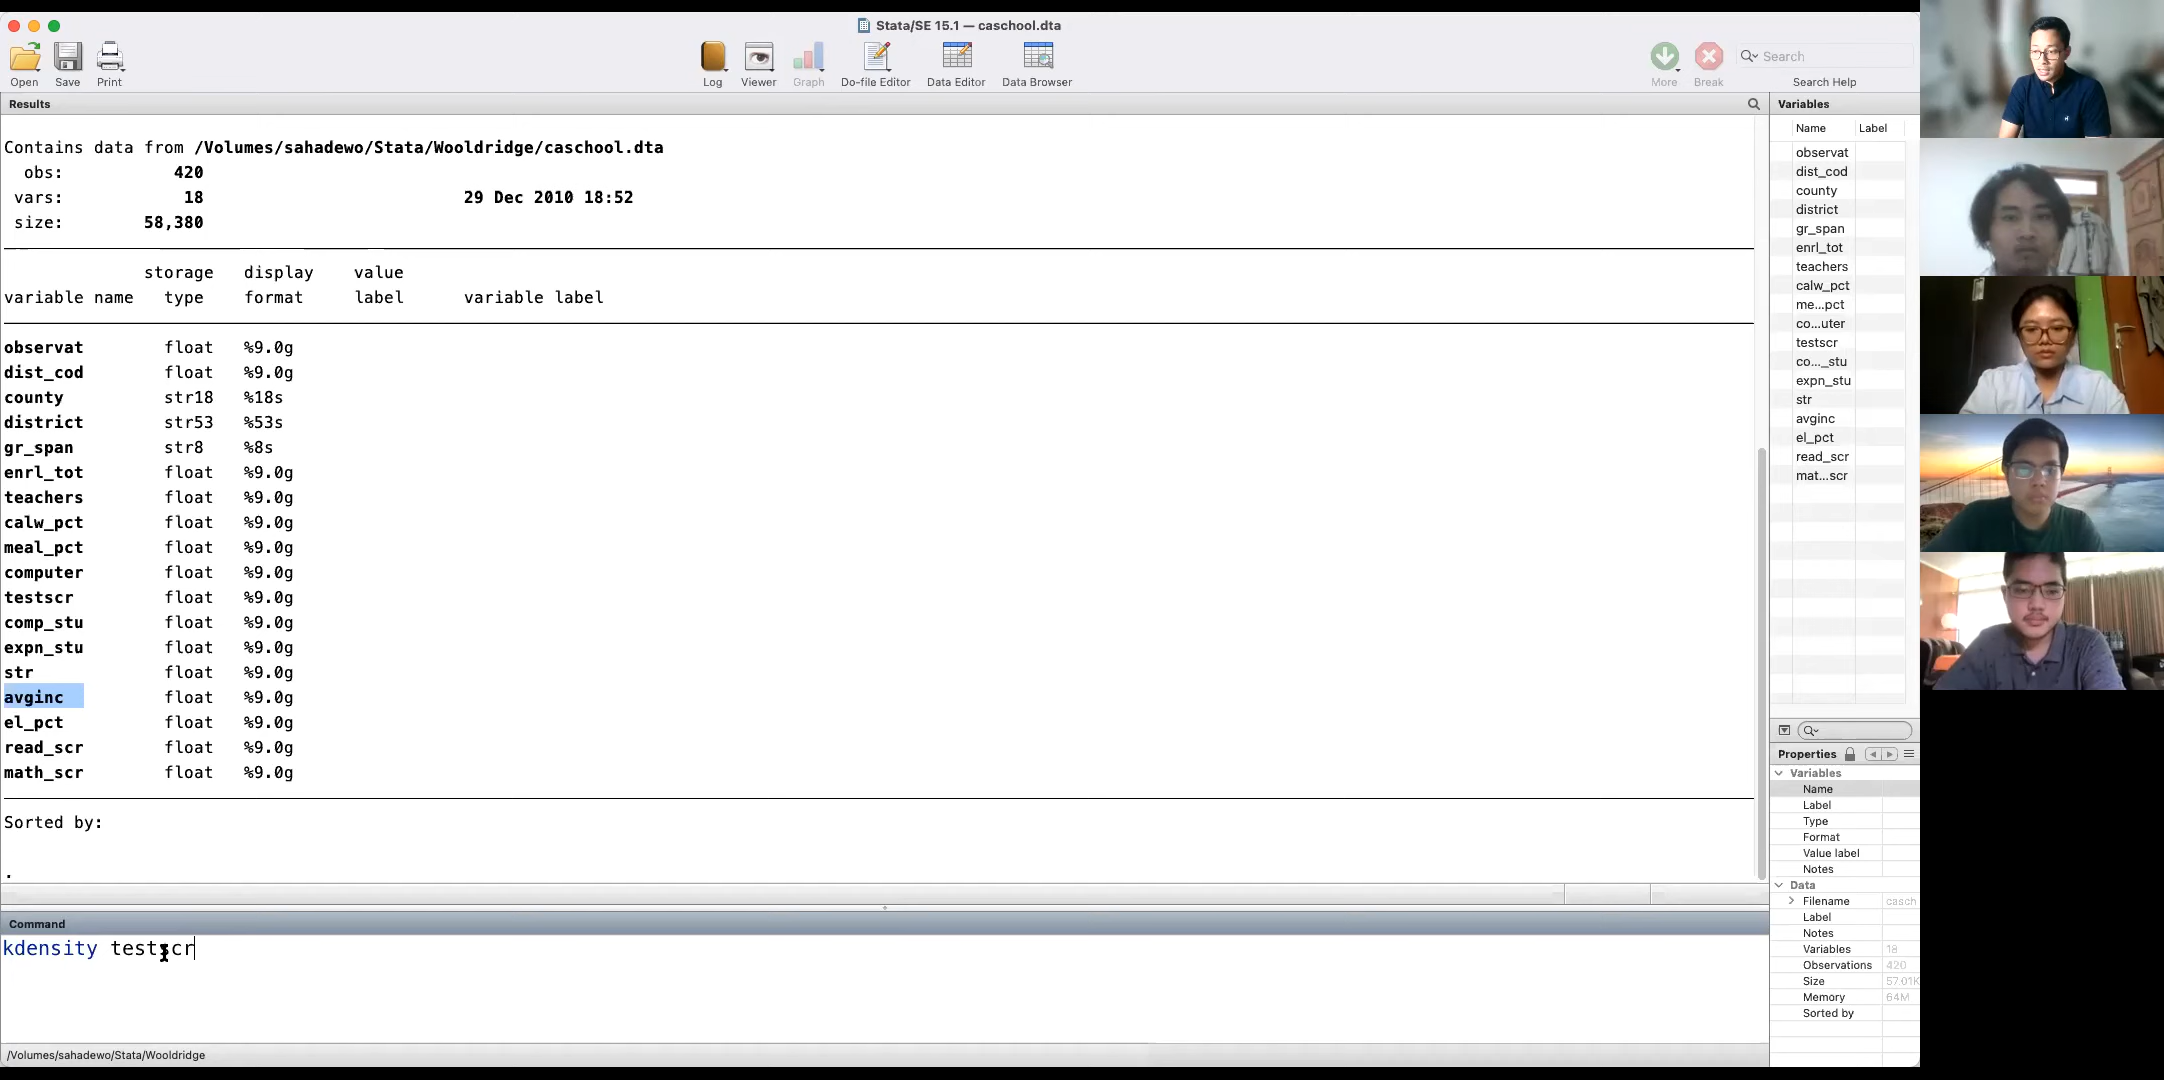 Stata/SE 15.1 — caschool.dta
Open Save Print Log Viewer Graph Do-file Editor Data Editor Data Browser More Break Search
Search Help
Results
Contains data from /Volumes/sahadewo/Stata/Wooldridge/caschool.dta
obs: 420
vars: 18 29 Dec 2010 18:52
size: 58,380
storage display value
variable name type format label variable label
observat float %9.0g
dist_cod float %9.0g
county str18 %18s
district str53 %53s
gr_span str8 %8s
enrl_tot float %9.0g
teachers float %9.0g
calw_pct float %9.0g
meal_pct float %9.0g
computer float %9.0g
testscr float %9.0g
comp_stu float %9.0g
expn_stu float %9.0g
str float %9.0g
avginc float %9.0g
el_pct float %9.0g
read_scr float %9.0g
math_scr float %9.0g
Sorted by:
.
Command
kdensity testscr
/Volumes/sahadewo/Stata/Wooldridge
Variables
Name Label
observat
dist_cod
county
district
gr_span
enrl_tot
teachers
calw_pct
me...pct
co...uter
testscr
co..._stu
expn_stu
str
avginc
el_pct
read_scr
mat...scr
Properties
Variables
Name
Label
Type
Format
Value label
Notes
Data
Filename casch
Label
Notes
Variables 18
Observations 420
Size 57.01K
Memory 64M
Sorted by